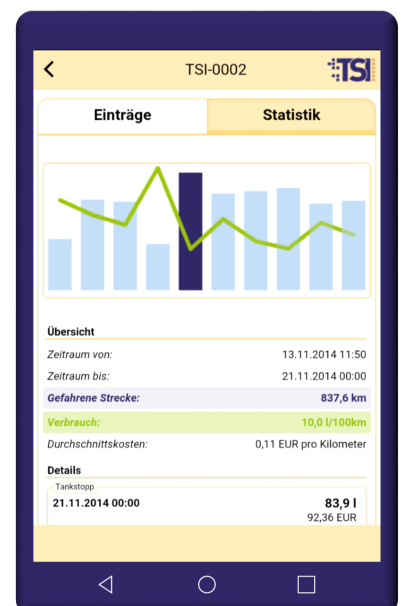 TSI-0002
TSI
Einträge
Statistik
Übersicht
Zeitraum von: 13.11.2014 11:50
Zeitraum bis: 21.11.2014 00:00
Gefahrene Strecke: 837,6 km
Verbrauch: 10,0 l/100km
Durchschnittskosten: 0,11 EUR pro Kilometer
Details
Tankstopp
21.11.2014 00:00 83,9 l
92,36 EUR